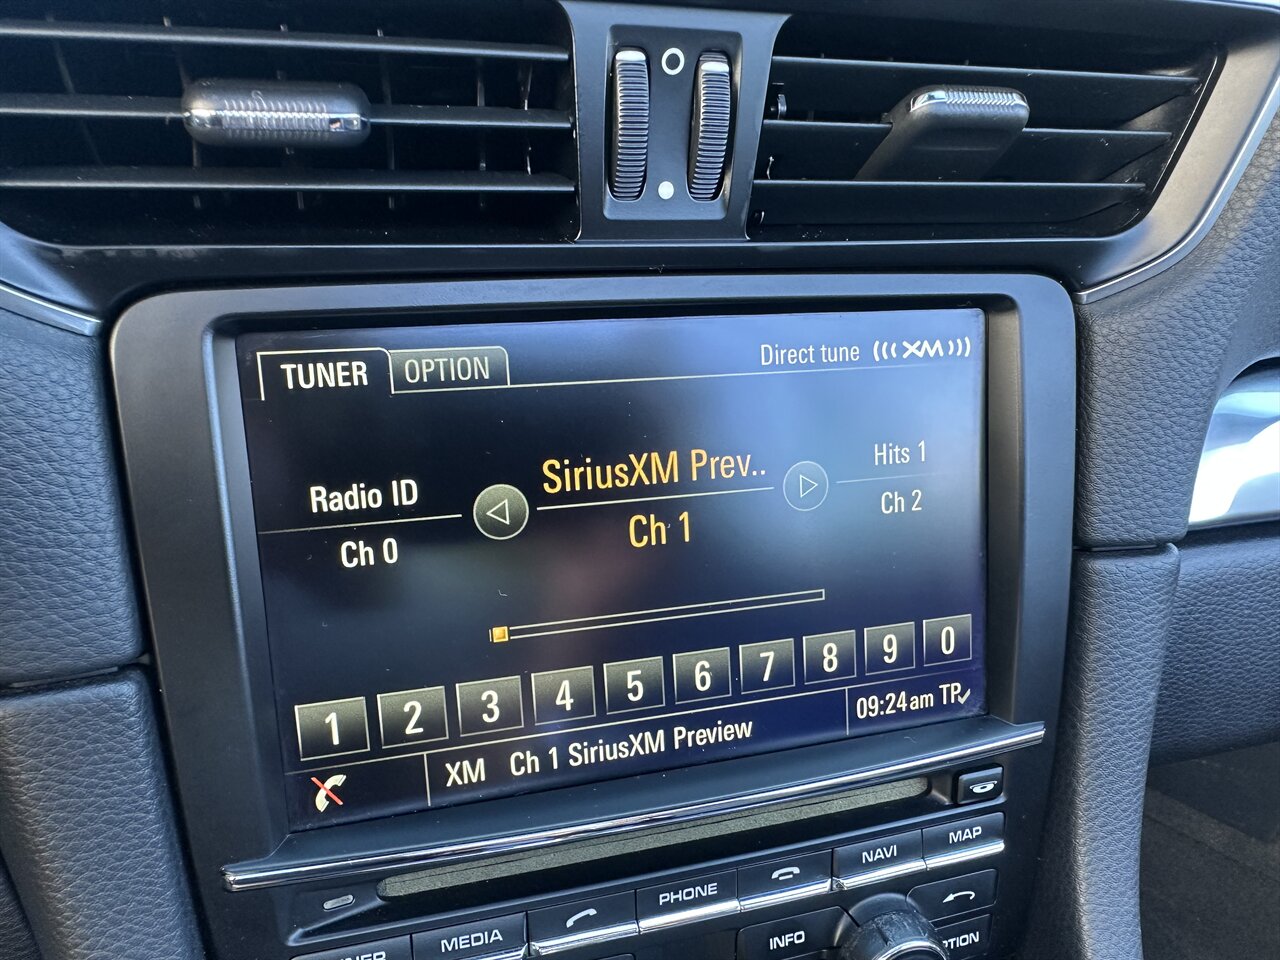 TUNER OPTION
Direct tune (((XM)))
Radio ID
Ch 0
SiriusXM Prev..
Ch 1
Hits 1
Ch 2
1 2 3 4 5 6 7 8 9 0
XM Ch 1 SiriusXM Preview
09:24am TP
MAP
NAVI
PHONE
MEDIA
INFO